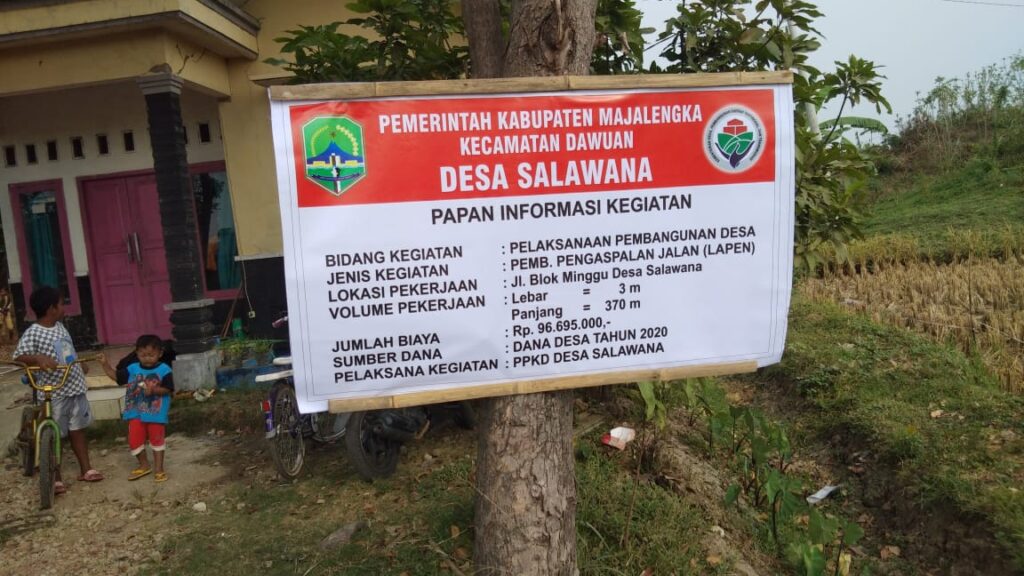 PEMERINTAH KABUPATEN MAJALENGKA
KECAMATAN DAWUAN
DESA SALAWANA
PAPAN INFORMASI KEGIATAN
BIDANG KEGIATAN : PELAKSANAAN PEMBANGUNAN DESA
JENIS KEGIATAN : PEMB. PENGASPALAN JALAN (LAPEN)
LOKASI PEKERJAAN : Jl. Blok Minggu Desa Salawana
VOLUME PEKERJAAN : Lebar = 3 m
Panjang = 370 m
JUMLAH BIAYA : Rp. 96.695.000,-
SUMBER DANA : DANA DESA TAHUN 2020
PELAKSANA KEGIATAN : PPKD DESA SALAWANA